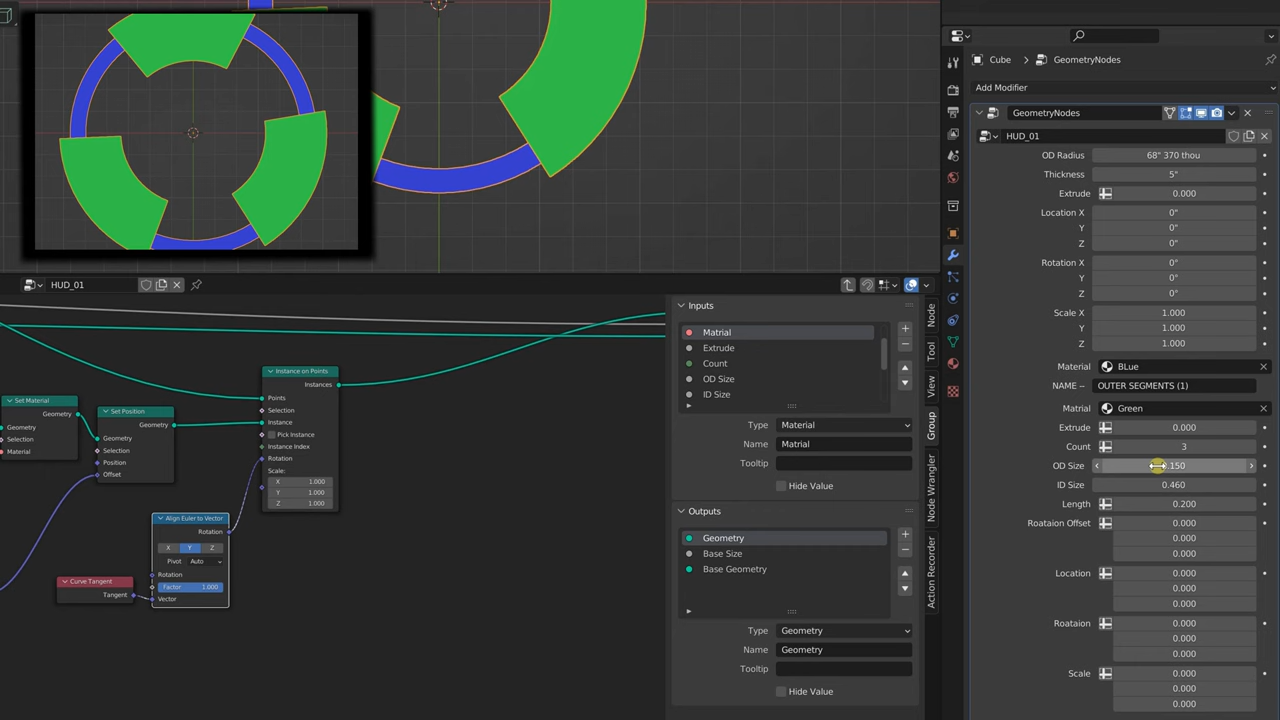 Cube
GeometryNodes
Add Modifier
GeometryNodes
HUD_01
OD Radius
68" 370 thou
Thickness
5"
Extrude
0.000
Location X
0"
Y
0"
Z
0"
Rotation X
0"
Y
0"
Z
0"
Scale X
1.000
Y
1.000
Z
1.000
Material
BLue
NAME --
OUTER SEGMENTS (1)
Matrial
Green
Extrude
0.000
Count
3
OD Size
.150
ID Size
0.460
Length
0.200
Roataion Offset
0.000
0.000
0.000
Location
0.000
0.000
0.000
Roataion
0.000
0.000
0.000
Scale
0.000
0.000
0.000
HUD_01
Set Material
Geometry
Geometry
Selection
Material
Set Position
Geometry
Geometry
Selection
Position
Offset
Instance on Points
Instances
Points
Selection
Instance
Pick Instance
Instance Index
Rotation
Scale:
X 1.000
Y 1.000
Z 1.000
Align Euler to Vector
Rotation
X Y Z
Pivot Auto
Rotation
Factor 1.000
Vector
Curve Tangent
Tangent
Inputs
Matrial
Extrude
Count
OD Size
ID Size
Type
Material
Name
Matrial
Tooltip
Hide Value
Outputs
Geometry
Base Size
Base Geometry
Type
Geometry
Name
Geometry
Tooltip
Hide Value
Node
Tool
View
Group
Node Wrangler
Action Recorder